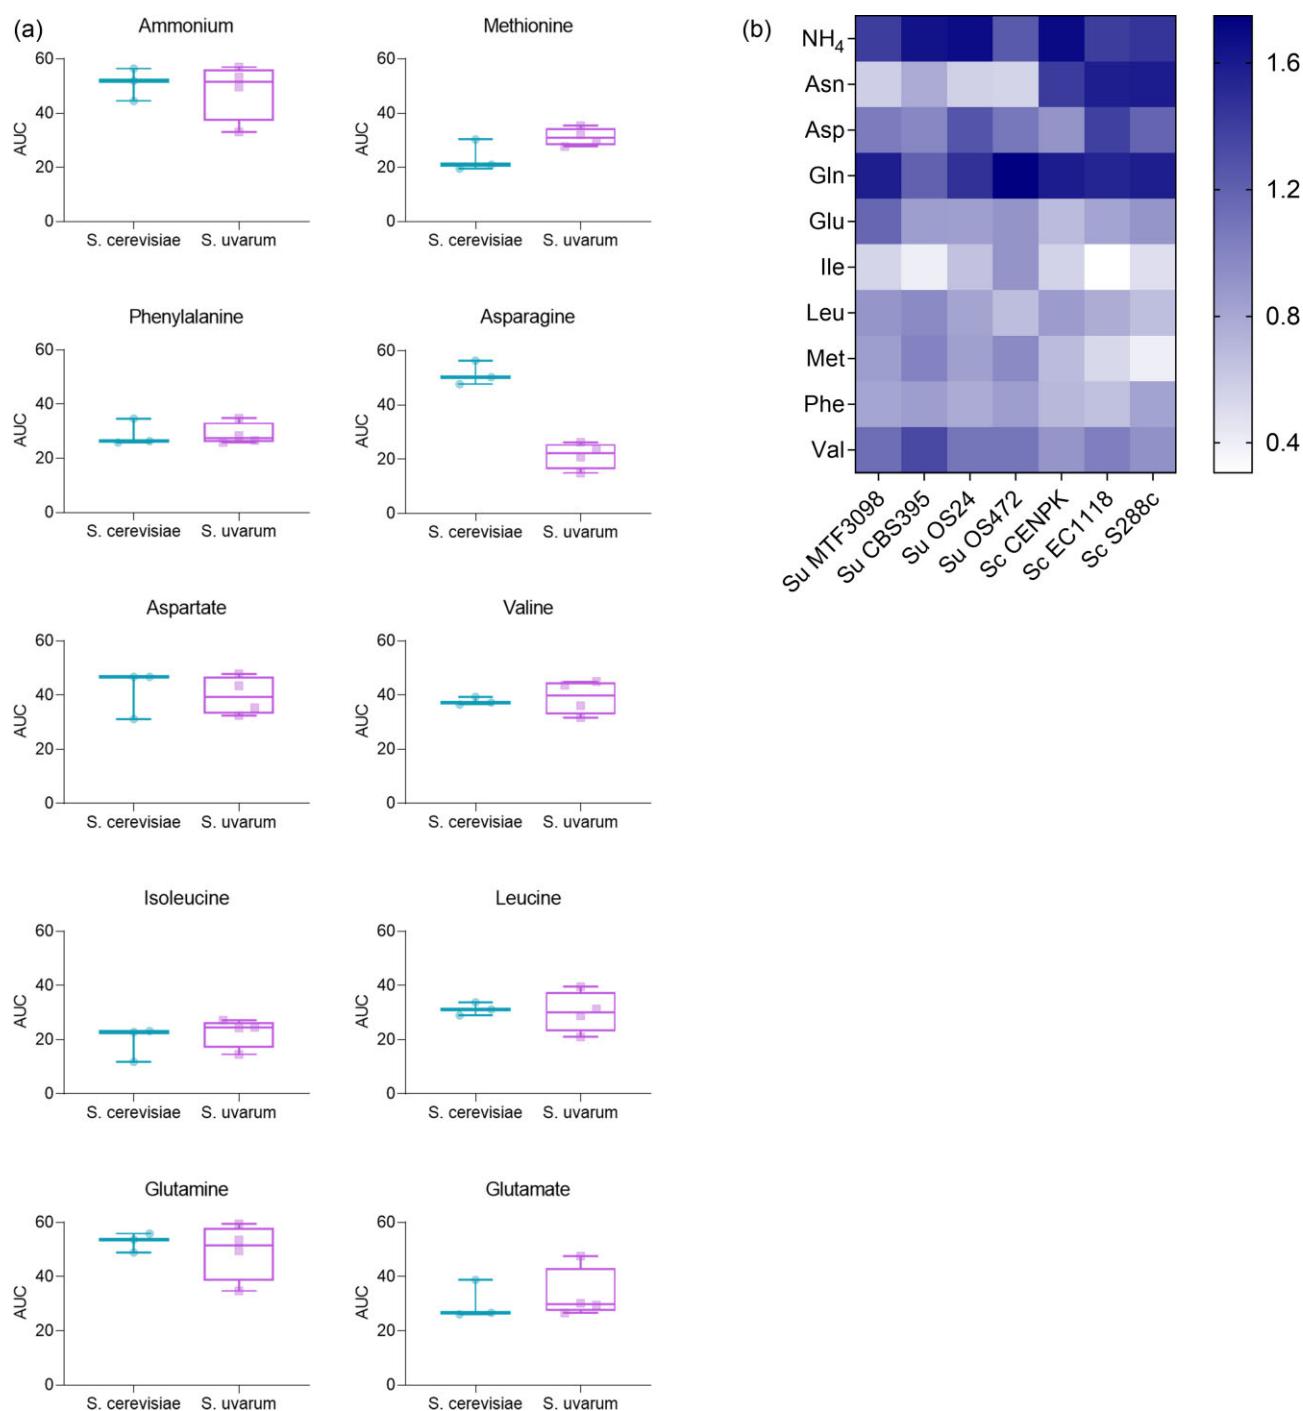 (a)
Ammonium
60
40
20
0
AUC
S. cerevisiae S. uvarum
Methionine
60
40
20
0
AUC
S. cerevisiae S. uvarum
Phenylalanine
60
40
20
0
AUC
S. cerevisiae S. uvarum
Asparagine
60
40
20
0
AUC
S. cerevisiae S. uvarum
Aspartate
60
40
20
0
AUC
S. cerevisiae S. uvarum
Valine
60
40
20
0
AUC
S. cerevisiae S. uvarum
Isoleucine
60
40
20
0
AUC
S. cerevisiae S. uvarum
Leucine
60
40
20
0
AUC
S. cerevisiae S. uvarum
Glutamine
60
40
20
0
AUC
S. cerevisiae S. uvarum
Glutamate
60
40
20
0
AUC
S. cerevisiae S. uvarum
(b)
NH4
Asn
Asp
Gln
Glu
Ile
Leu
Met
Phe
Val
Su MTF3098
Su CBS395
Su OS24
Su OS472
Sc CENPK
Sc EC1118
Sc S288c
1.6
1.2
0.8
0.4